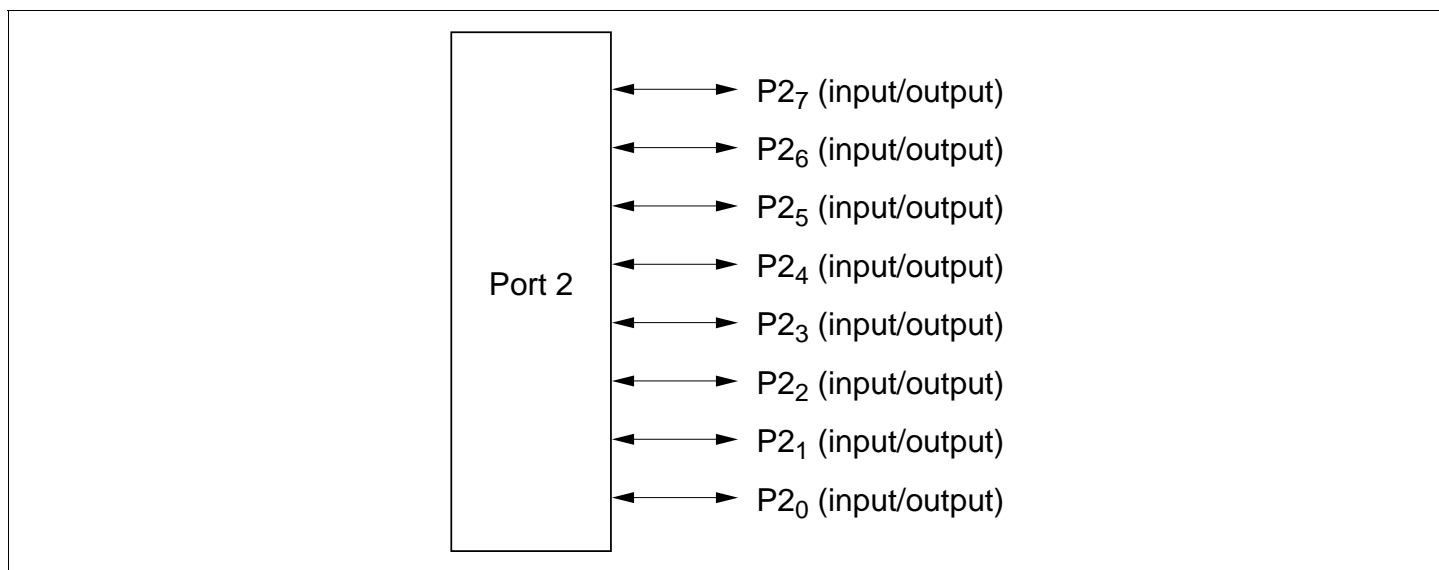 P2₇ (input/output)
P2₆ (input/output)
P2₅ (input/output)
P2₄ (input/output)
Port 2
P2₃ (input/output)
P2₂ (input/output)
P2₁ (input/output)
P2₀ (input/output)